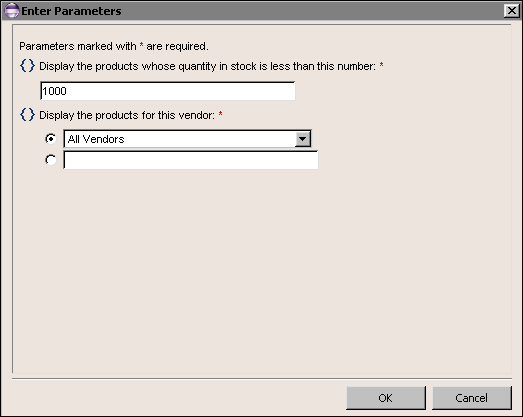 Enter Parameters
Parameters marked with * are required.
Display the products whose quantity in stock is less than this number: *
1000
Display the products for this vendor: *
All Vendors
OK Cancel